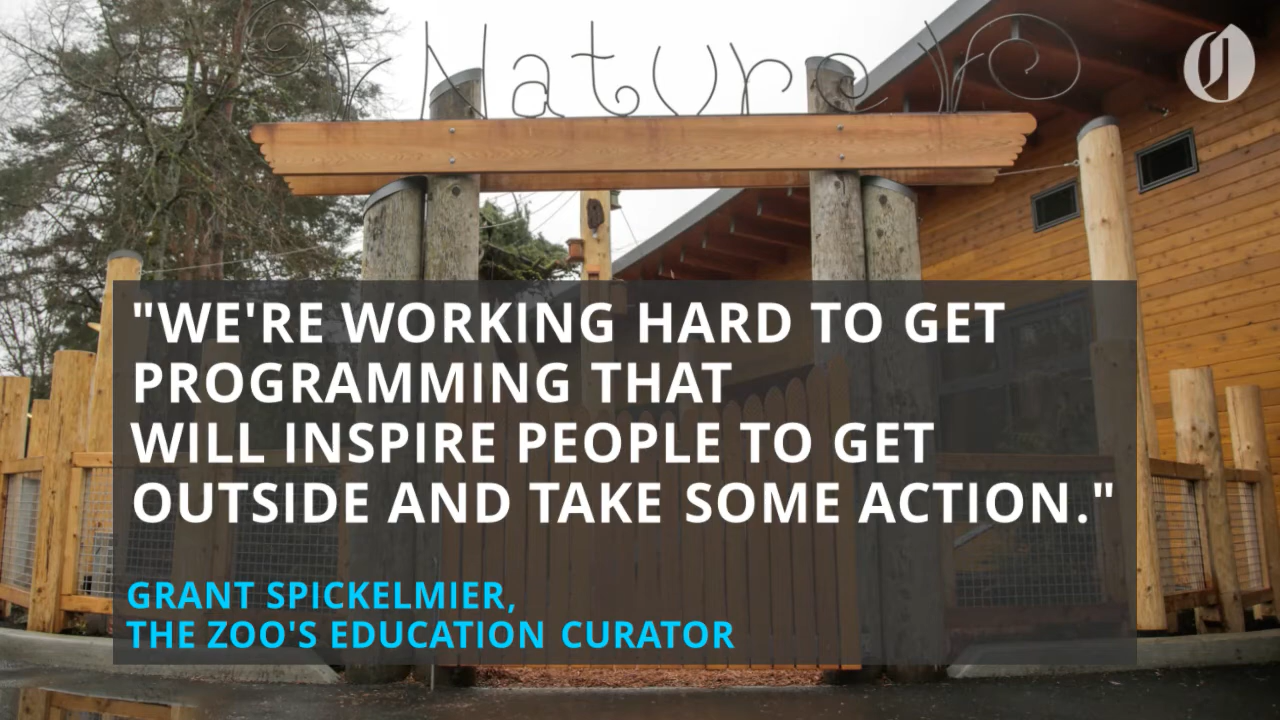 Nature
"WE'RE WORKING HARD TO GET
PROGRAMMING THAT
WILL INSPIRE PEOPLE TO GET
OUTSIDE AND TAKE SOME ACTION."
GRANT SPICKELMIER,
THE ZOO'S EDUCATION CURATOR